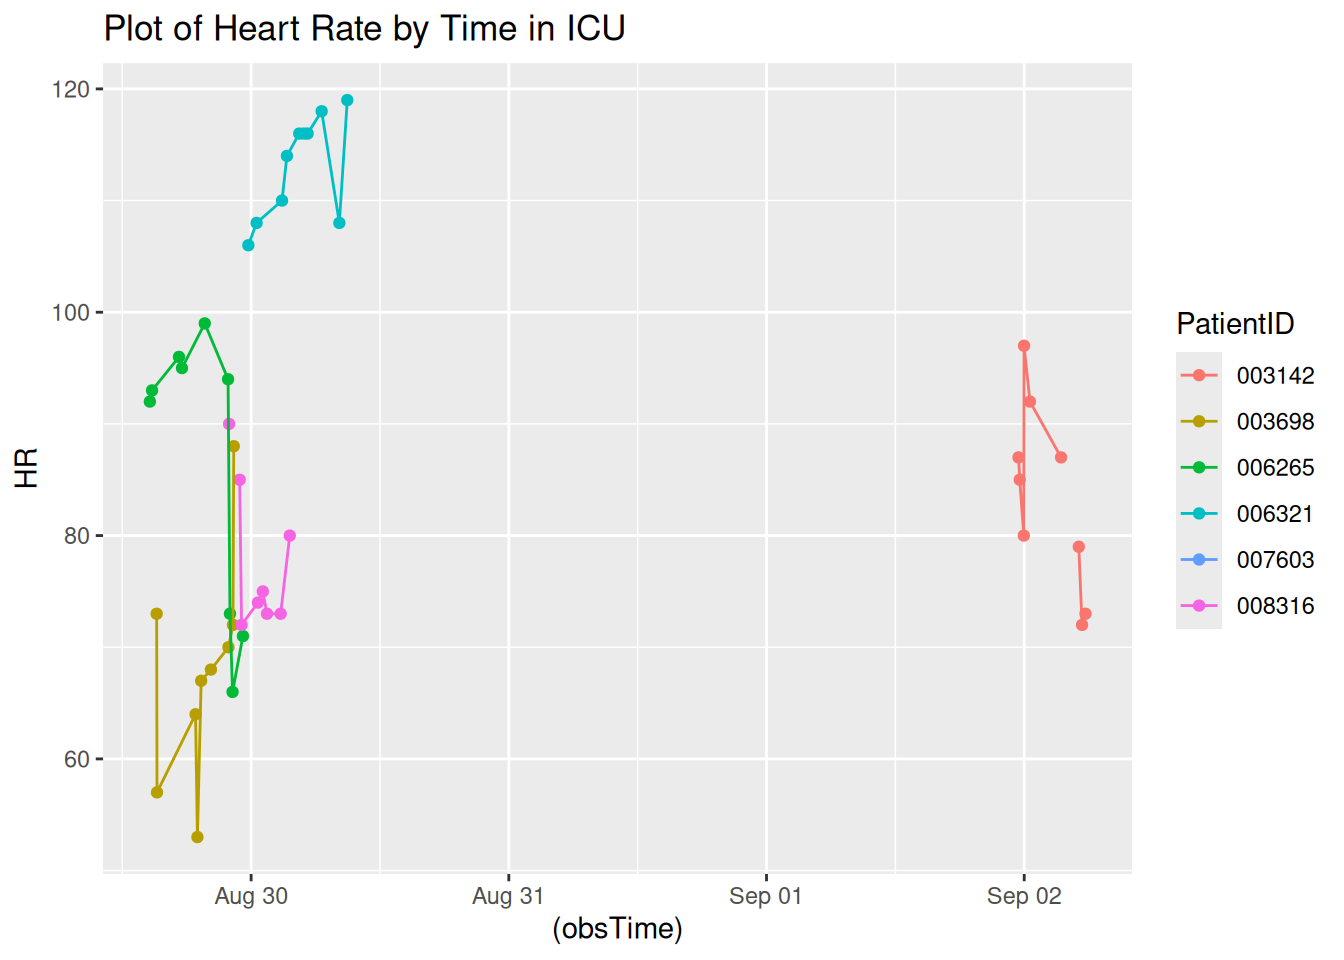 Plot of Heart Rate by Time in ICU
120
100
80
60
HR
Aug 30
Aug 31
Sep 01
Sep 02
(obsTime)
PatientID
003142
003698
006265
006321
007603
008316